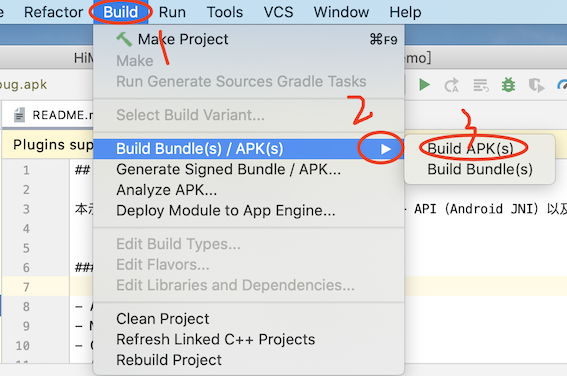 Refactor Build Run Tools VCS Window Help
1
Make Project ⌘F9
HiM
emo]
Make
Run Generate Sources Gradle Tasks
bug.apk
Select Build Variant...
2
3
README.m
Plugins sup
Build Bundle(s) / APK(s)
Build APK(s)
Generate Signed Bundle / APK...
Build Bundle(s)
Analyze APK...
Deploy Module to App Engine...
Edit Build Types...
Edit Flavors...
Edit Libraries and Dependencies...
Clean Project
Refresh Linked C++ Projects
Rebuild Project
1 ##
2
3 本示
API (Android JNI) 以及
4
5
6
7
8 - A
9 - M